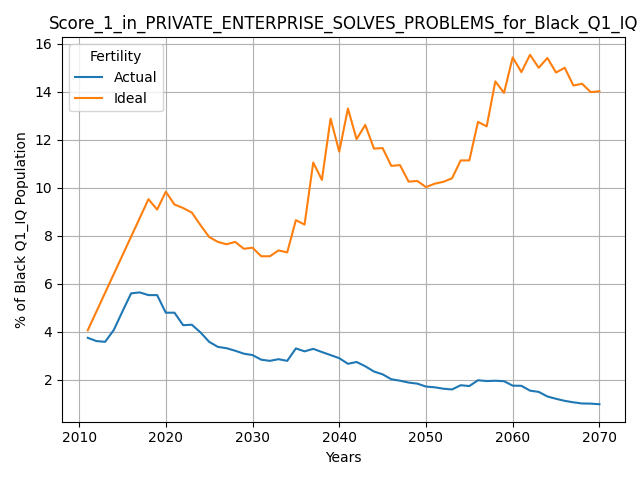 Score_1_in_PRIVATE_ENTERPRISE_SOLVES_PROBLEMS_for_Black_Q1_IQ
Fertility
Actual
Ideal
% of Black Q1_IQ Population
16
14
12
10
8
6
4
2
2010 2020 2030 2040 2050 2060 2070
Years